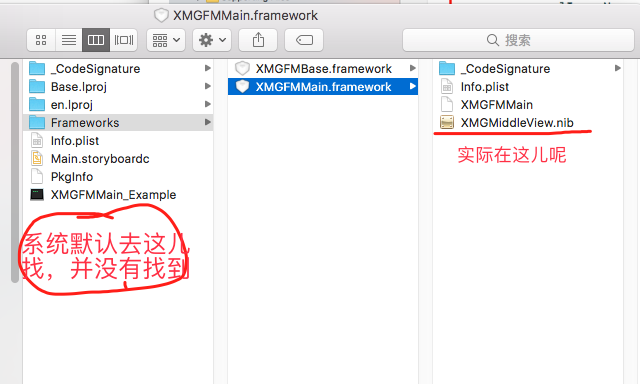 XMGFMMain.framework
搜索
_CodeSignature
Base.lproj
en.lproj
Frameworks
Info.plist
Main.storyboardc
PkgInfo
XMGFMMain_Example
系统默认去这儿
找，并没有找到
XMGFMBase.framework
XMGFMMain.framework
_CodeSignature
Info.plist
XMGFMMain
XMGMiddleView.nib
实际在这儿呢